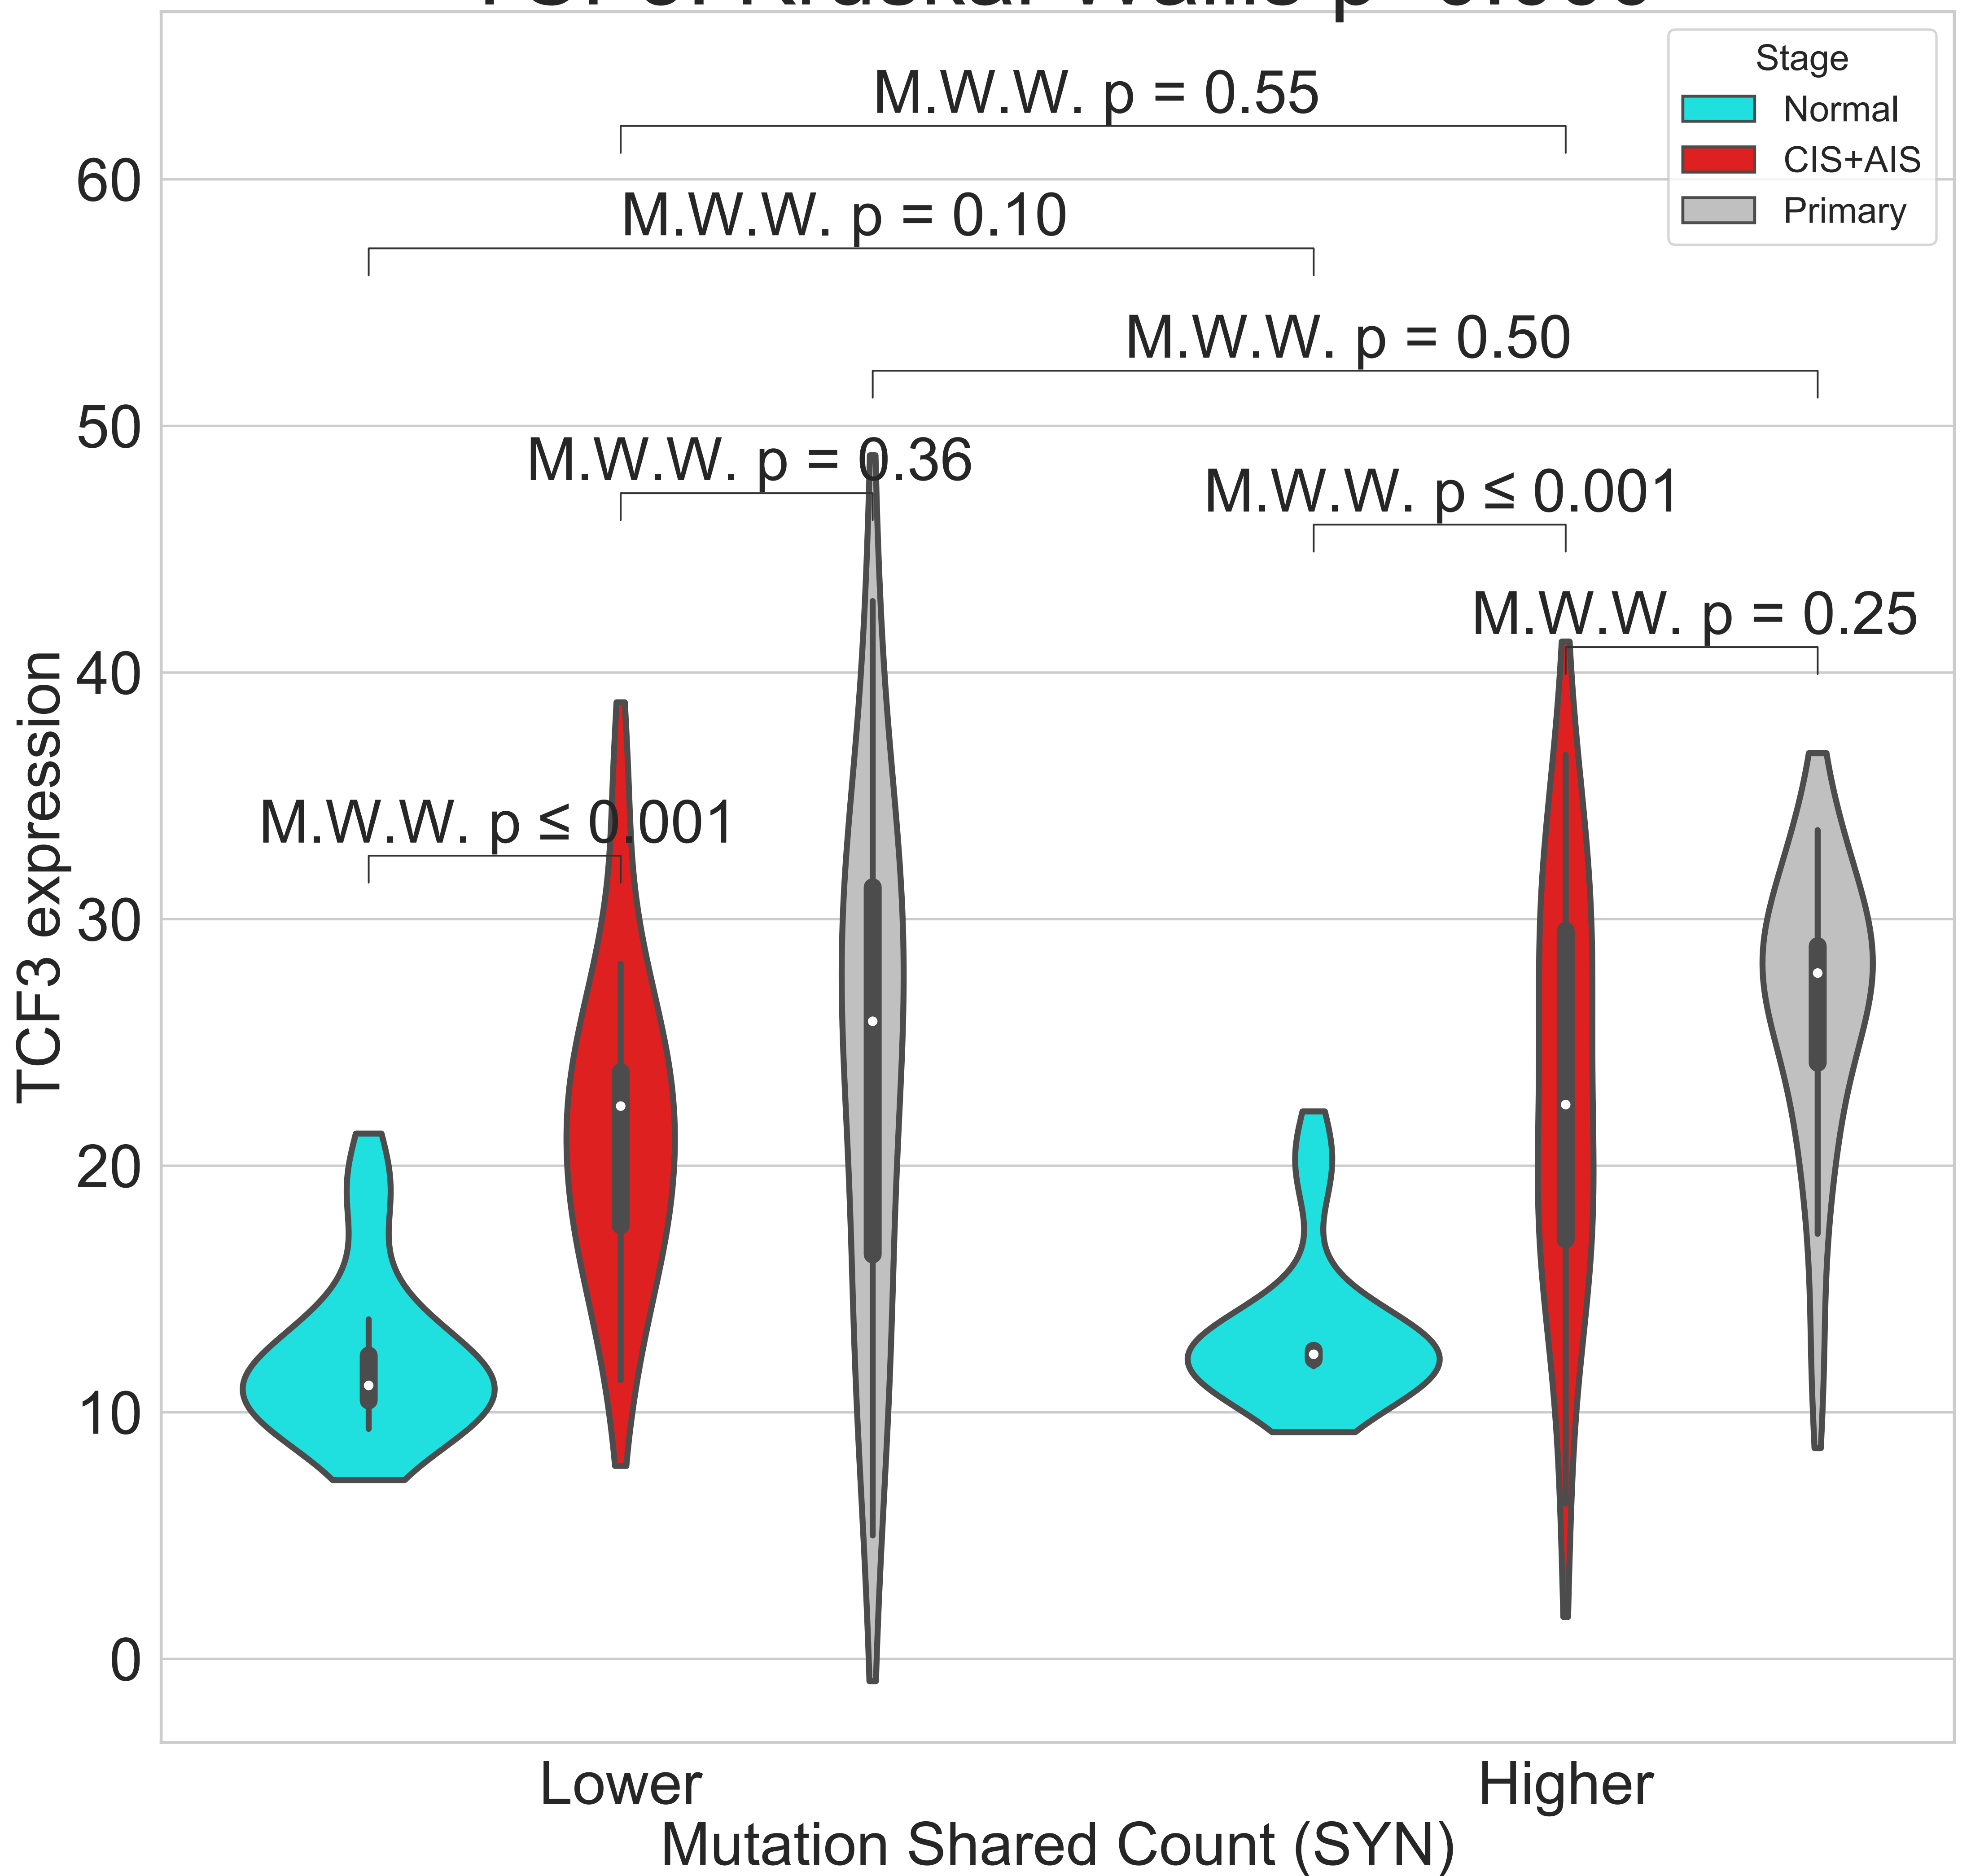 Stage
Normal
CIS+AIS
Primary
M.W.W. p = 0.55
M.W.W. p = 0.10
M.W.W. p = 0.50
M.W.W. p = 0.36
M.W.W. p ≤ 0.001
M.W.W. p = 0.25
M.W.W. p ≤ 0.001
TCF3 expression
60
50
40
30
20
10
0
Lower
Higher
Mutation Shared Count (SYN)